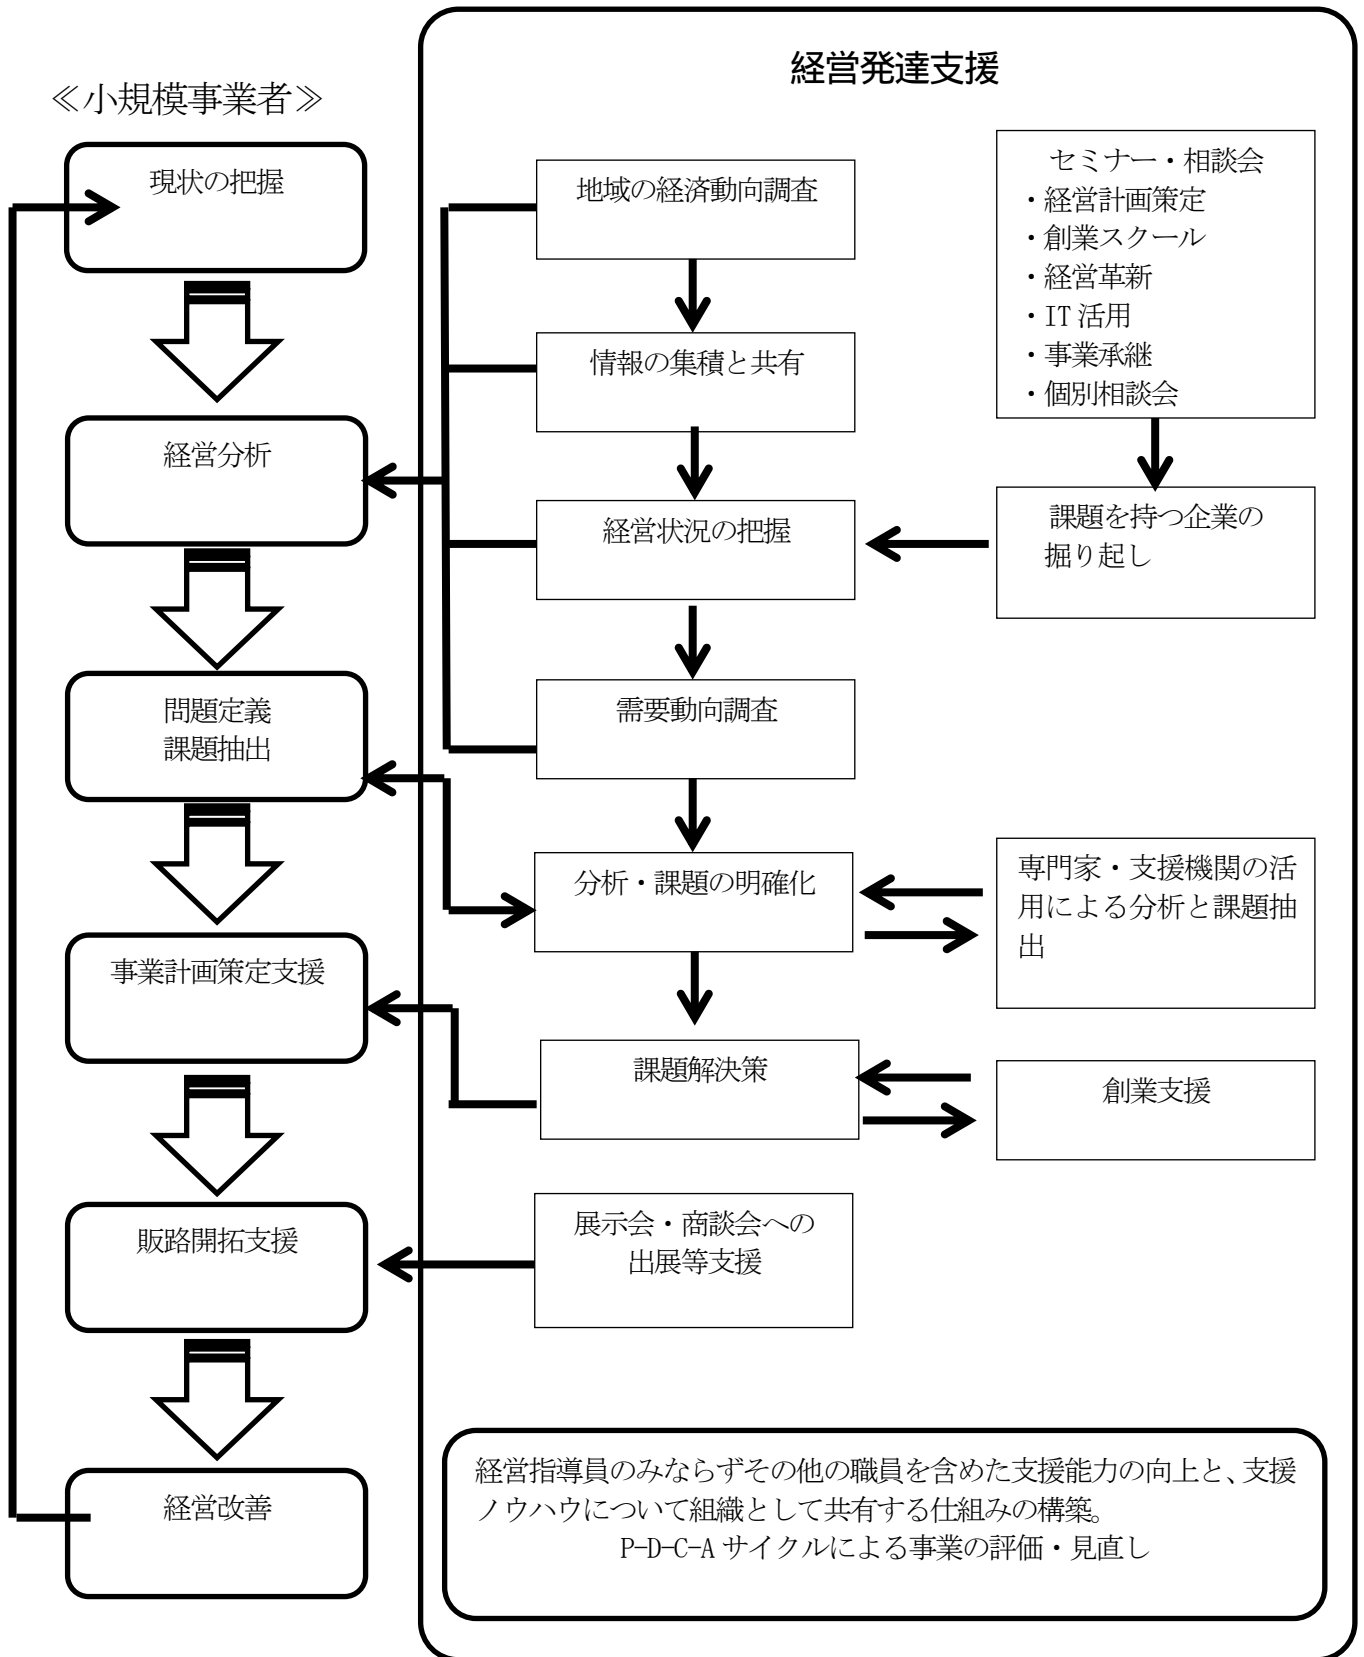 経営発達支援
≪小規模事業者≫
現状の把握
経営分析
問題定義
課題抽出
事業計画策定支援
販路開拓支援
経営改善
地域の経済動向調査
情報の集積と共有
経営状況の把握
需要動向調査
分析・課題の明確化
課題解決策
展示会・商談会への
出展等支援
セミナー・相談会
・経営計画策定
・創業スクール
・経営革新
・IT 活用
・事業承継
・個別相談会
課題を持つ企業の
掘り起し
専門家・支援機関の活
用による分析と課題抽
出
創業支援
経営指導員のみならずその他の職員を含めた支援能力の向上と、支援
ノウハウについて組織として共有する仕組みの構築。
P-D-C-A サイクルによる事業の評価・見直し